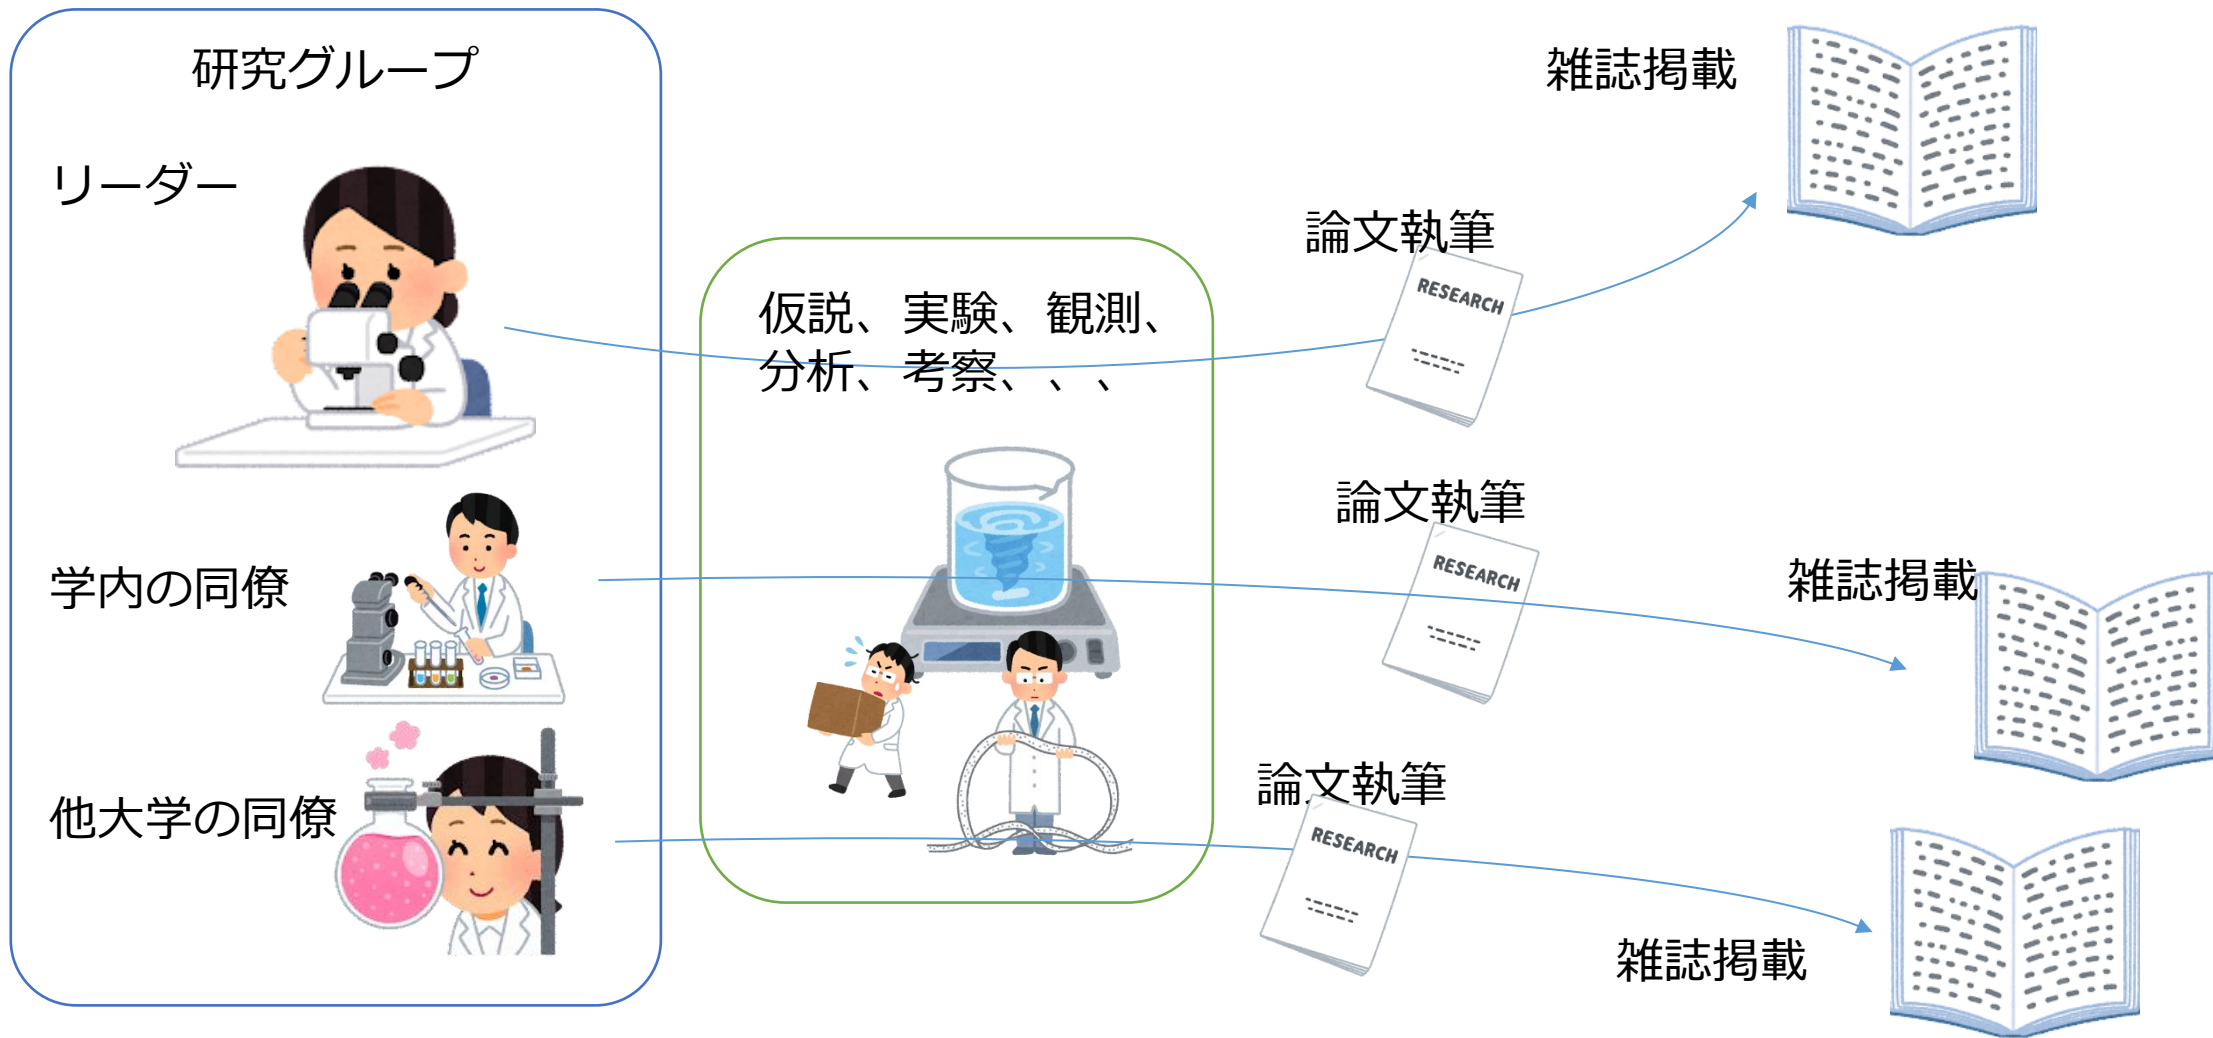 研究グループ
リーダー
学内の同僚
他大学の同僚
仮説、実験、観測、
分析、考察、、、
論文執筆
RESEARCH
雑誌掲載
論文執筆
RESEARCH
雑誌掲載
論文執筆
RESEARCH
雑誌掲載